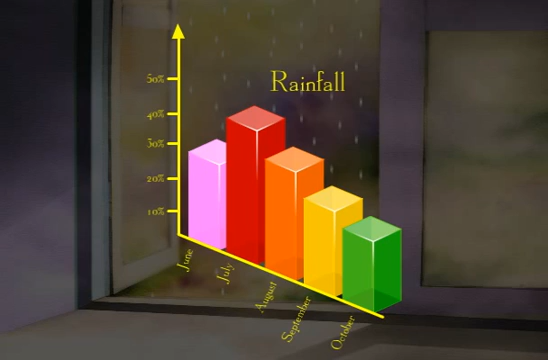 Rainfall
50%
40%
30%
20%
10%
June
July
August
September
October